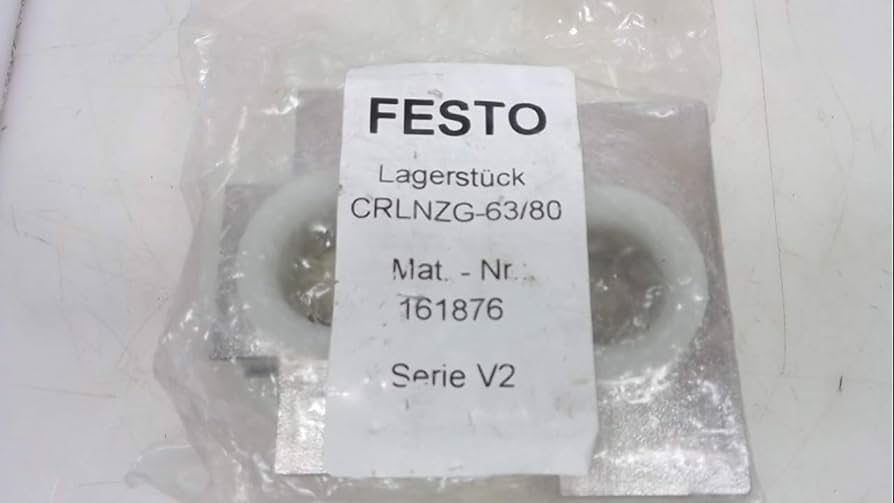 FESTO
Lagerstück
CRLNZG-63/80
Mat. - Nr.:
161876
Serie V2